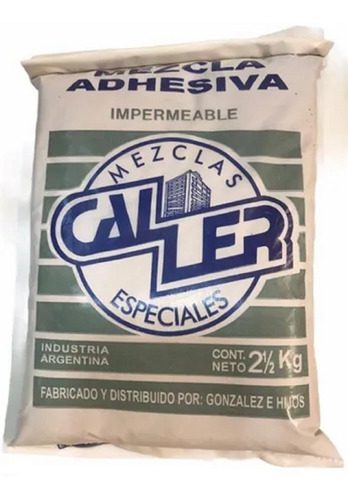 MEZCLA
ADHESIVA
IMPERMEABLE
MEZCLAS
CALLER
ESPECIALES
INDUSTRIA
ARGENTINA
CONT.
NETO 2½ Kg
FABRICADO Y DISTRIBUIDO POR: GONZALEZ E HIJOS